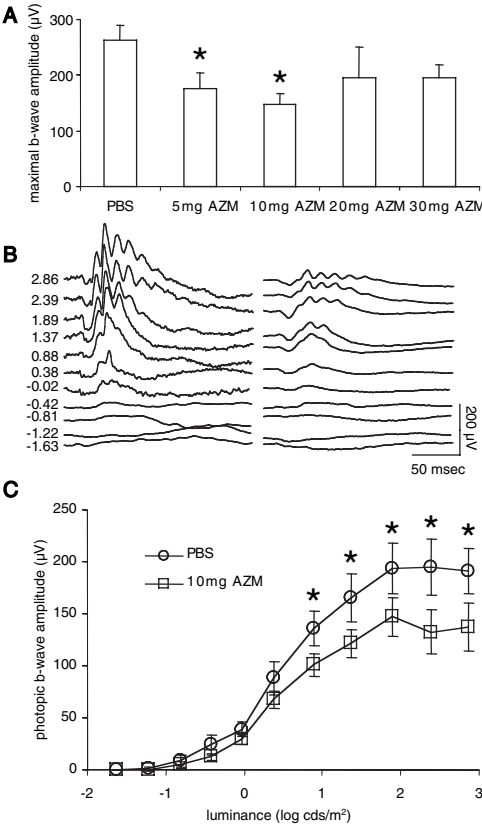 A
maximal b-wave amplitude (µV)
300
200
100
0
*
*
PBS
5mg AZM
10mg AZM
20mg AZM
30mg AZM
B
2.86
2.39
1.89
1.37
0.88
0.38
-0.02
-0.42
-0.81
-1.22
-1.63
200 µV
50 msec
C
photopic b-wave amplitude (µV)
250
200
150
100
50
0
PBS
10mg AZM
*
*
*
*
*
-2
-1
0
1
2
3
luminance (log cds/m²)